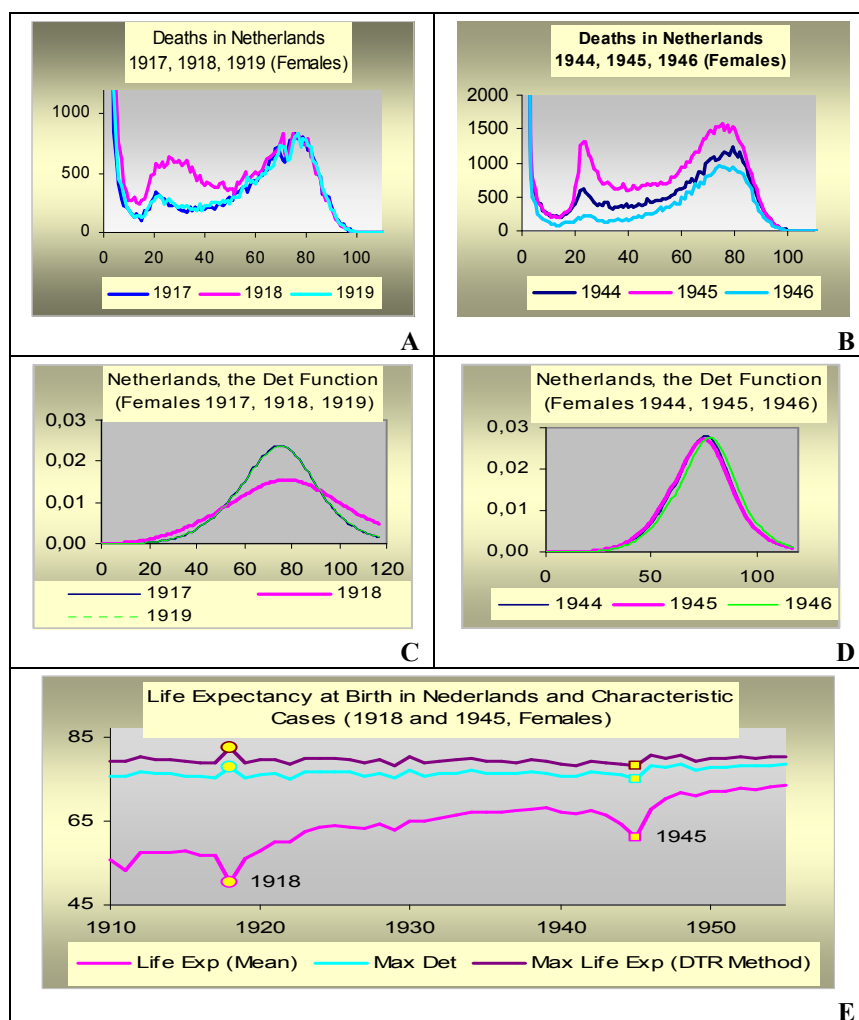 Deaths in Netherlands
1917, 1918, 1919 (Females)
1000
500
0
0 20 40 60 80 100
1917 1918 1919
A
Deaths in Netherlands
1944, 1945, 1946 (Females)
2000
1500
1000
500
0
0 20 40 60 80 100
1944 1945 1946
B
Netherlands, the Det Function
(Females 1917, 1918, 1919)
0,03
0,02
0,01
0,00
0 20 40 60 80 100 120
1917 1918
1919
C
Netherlands, the Det Function
(Females 1944, 1945, 1946)
0,03
0,02
0,01
0,00
0 50 100
1944 1945 1946
D
Life Expectancy at Birth in Nederlands and Characteristic
Cases (1918 and 1945, Females)
85
65
45
1918
1945
1910 1920 1930 1940 1950
Life Exp (Mean) Max Det Max Life Exp (DTR Method)
E